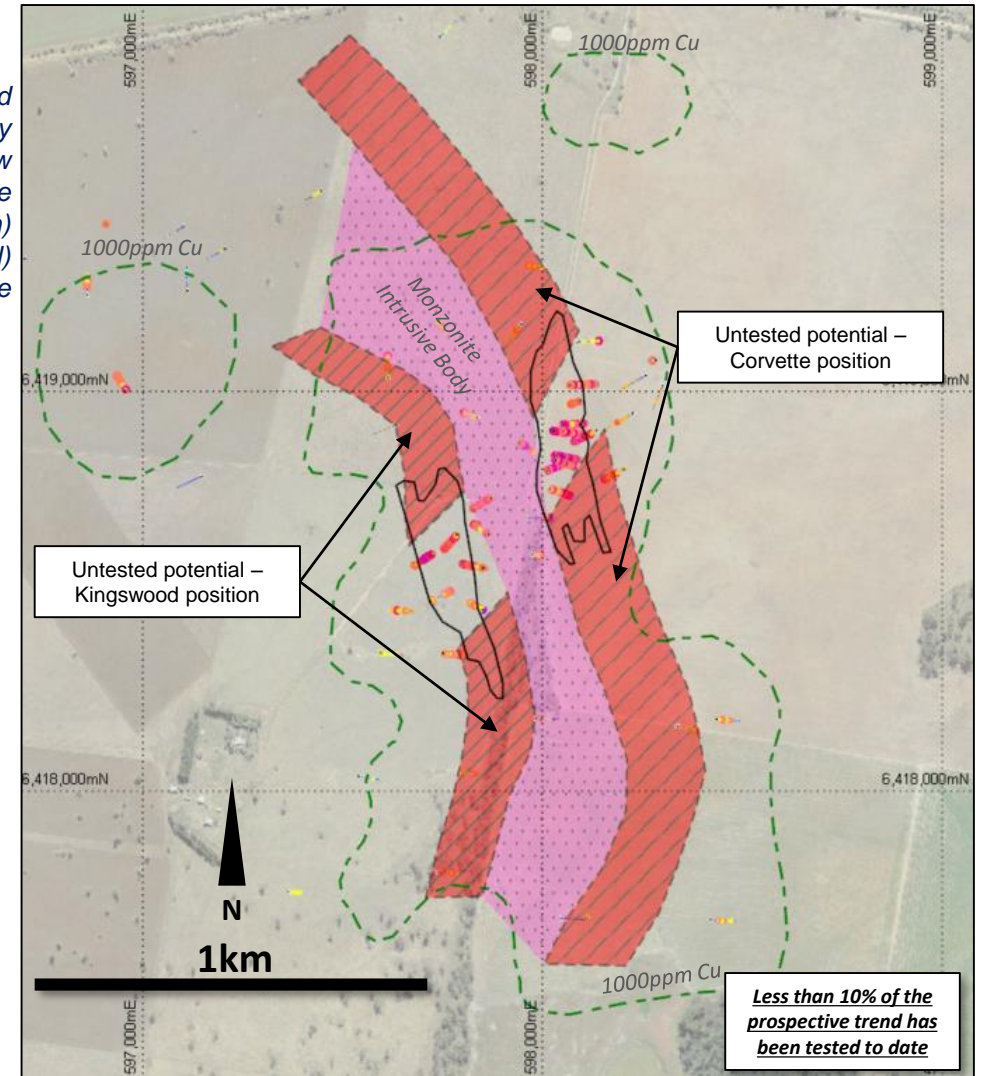 d
y
w
e
n)
l)
e
597,000mE
598,000mE
599,000mE
1000ppm Cu
1000ppm Cu
Monzonite
Intrusive Body
Untested potential –
Corvette position
6,419,000mN
Untested potential –
Kingswood position
6,418,000mN
6,418,000mN
N
1km
1000ppm Cu
Less than 10% of the
prospective trend has
been tested to date
597,000mE
598,000mE